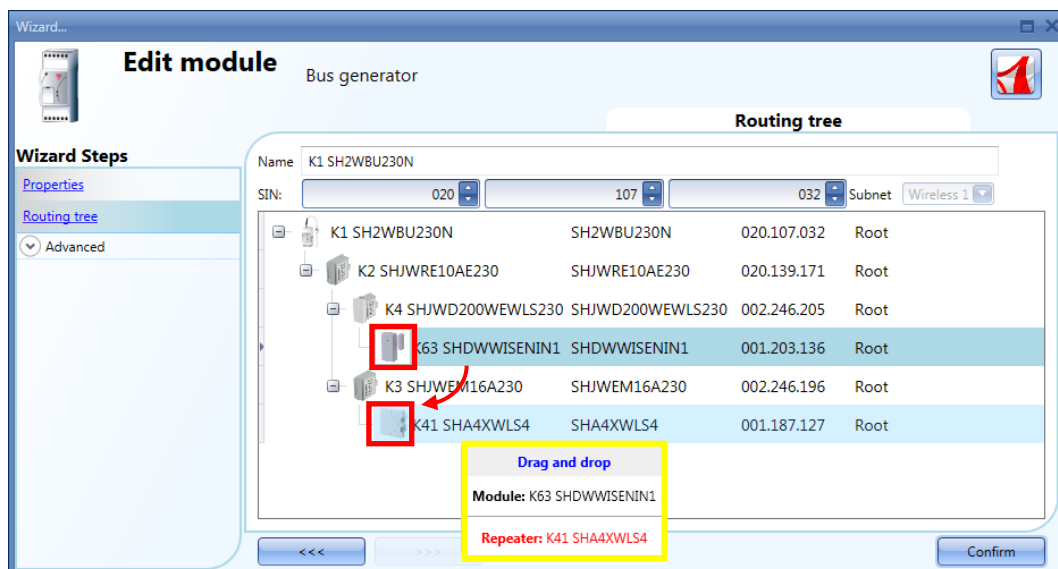 Wizard...
Edit module
Bus generator
Routing tree
Wizard Steps
Properties
Routing tree
Advanced
Name K1 SH2WBU230N
SIN: 020 107 032 Subnet Wireless 1
K1 SH2WBU230N SH2WBU230N 020.107.032 Root
K2 SHJWRE10AE230 SHJWRE10AE230 020.139.171 Root
K4 SHJWD200WEWLS230 SHJWD200WEWLS230 002.246.205 Root
K63 SHDWWISENIN1 SHDWWISENIN1 001.203.136 Root
K3 SHJWEM16A230 SHJWEM16A230 002.246.196 Root
K41 SHA4XWLS4 SHA4XWLS4 001.187.127 Root
Drag and drop
Module: K63 SHDWWISENIN1
Repeater: K41 SHA4XWLS4
<<< >>> Confirm